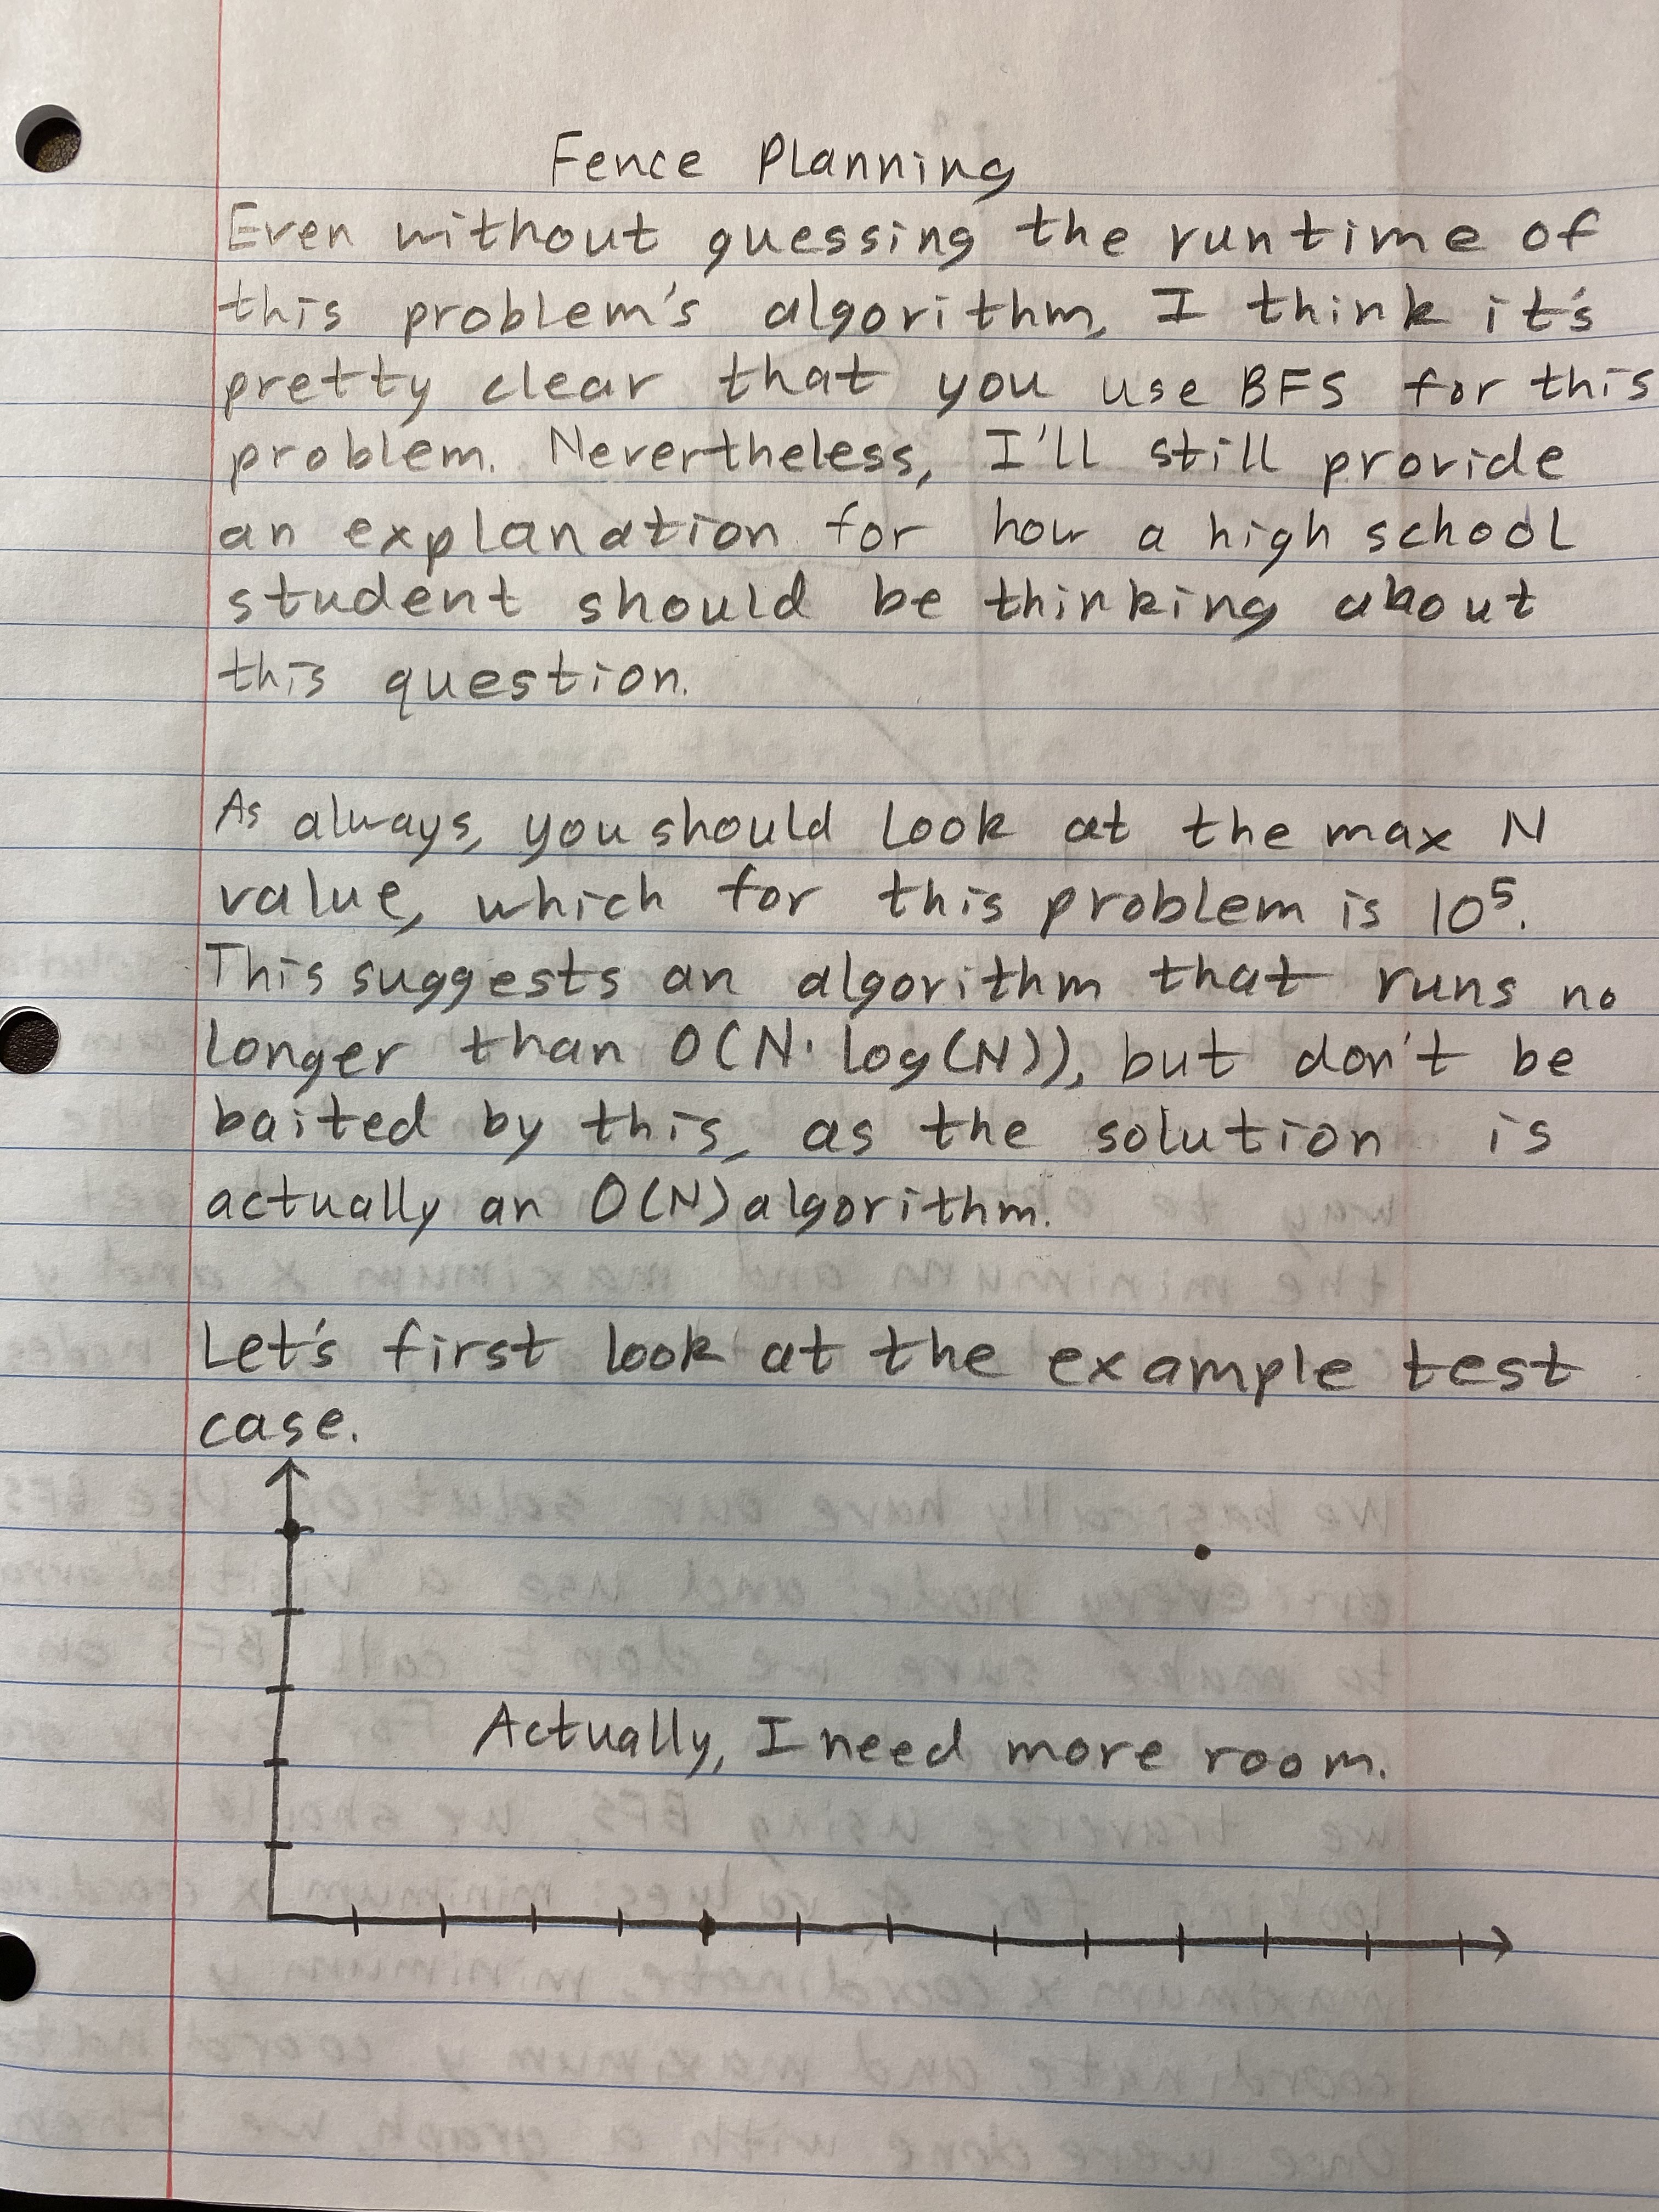 Fence Planning
Even without guessing the runtime of
this problem's algorithm, I think it's
pretty clear that you use BFS for this
problem. Nevertheless, I'll still provide
an explanation for how a high school
student should be thinking about
this question.
As always, you should look at the max N
value, which for this problem is 10⁵.
This suggests an algorithm that runs no
longer than O(N· log(N)), but don't be
baited by this, as the solution is
actually an O(N) algorithm.
Let's first look at the example test
case.
Actually, I need more room.